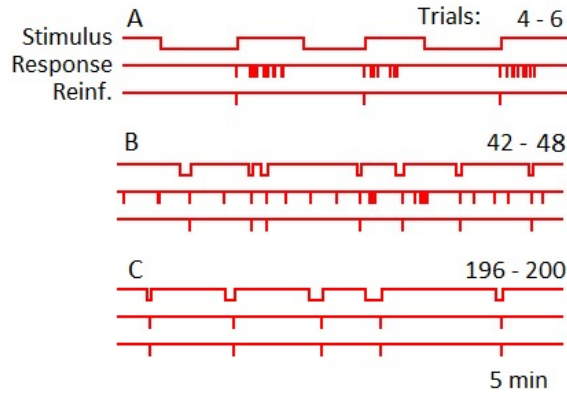 A Trials: 4 - 6
Stimulus
Response
Reinf.
B 42 - 48
C 196 - 200
5 min